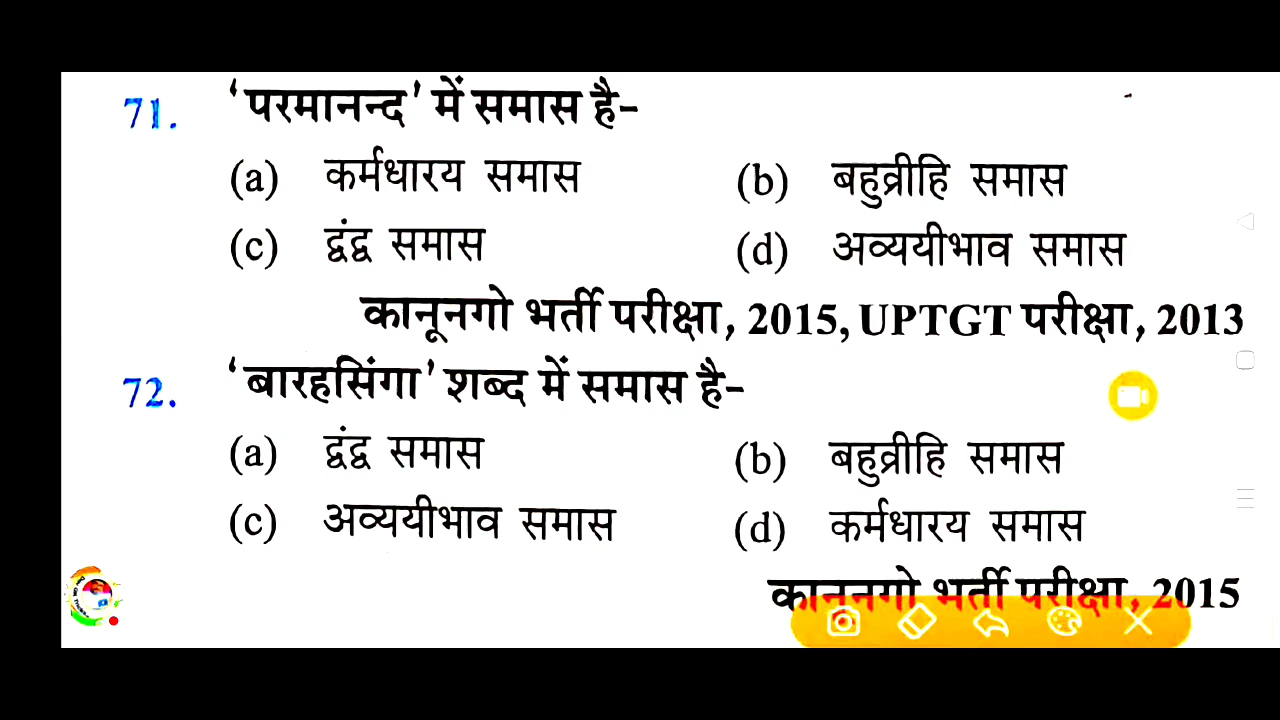 71. ‘परमानन्द’ में समास है-
(a) कर्मधारय समास (b) बहुव्रीहि समास
(c) द्वंद्व समास (d) अव्ययीभाव समास
कानूनगो भर्ती परीक्षा, 2015, UPTGT परीक्षा, 2013
72. ‘बारहसिंगा’ शब्द में समास है-
(a) द्वंद्व समास (b) बहुव्रीहि समास
(c) अव्ययीभाव समास (d) कर्मधारय समास
कानूनगो भर्ती परीक्षा, 2015